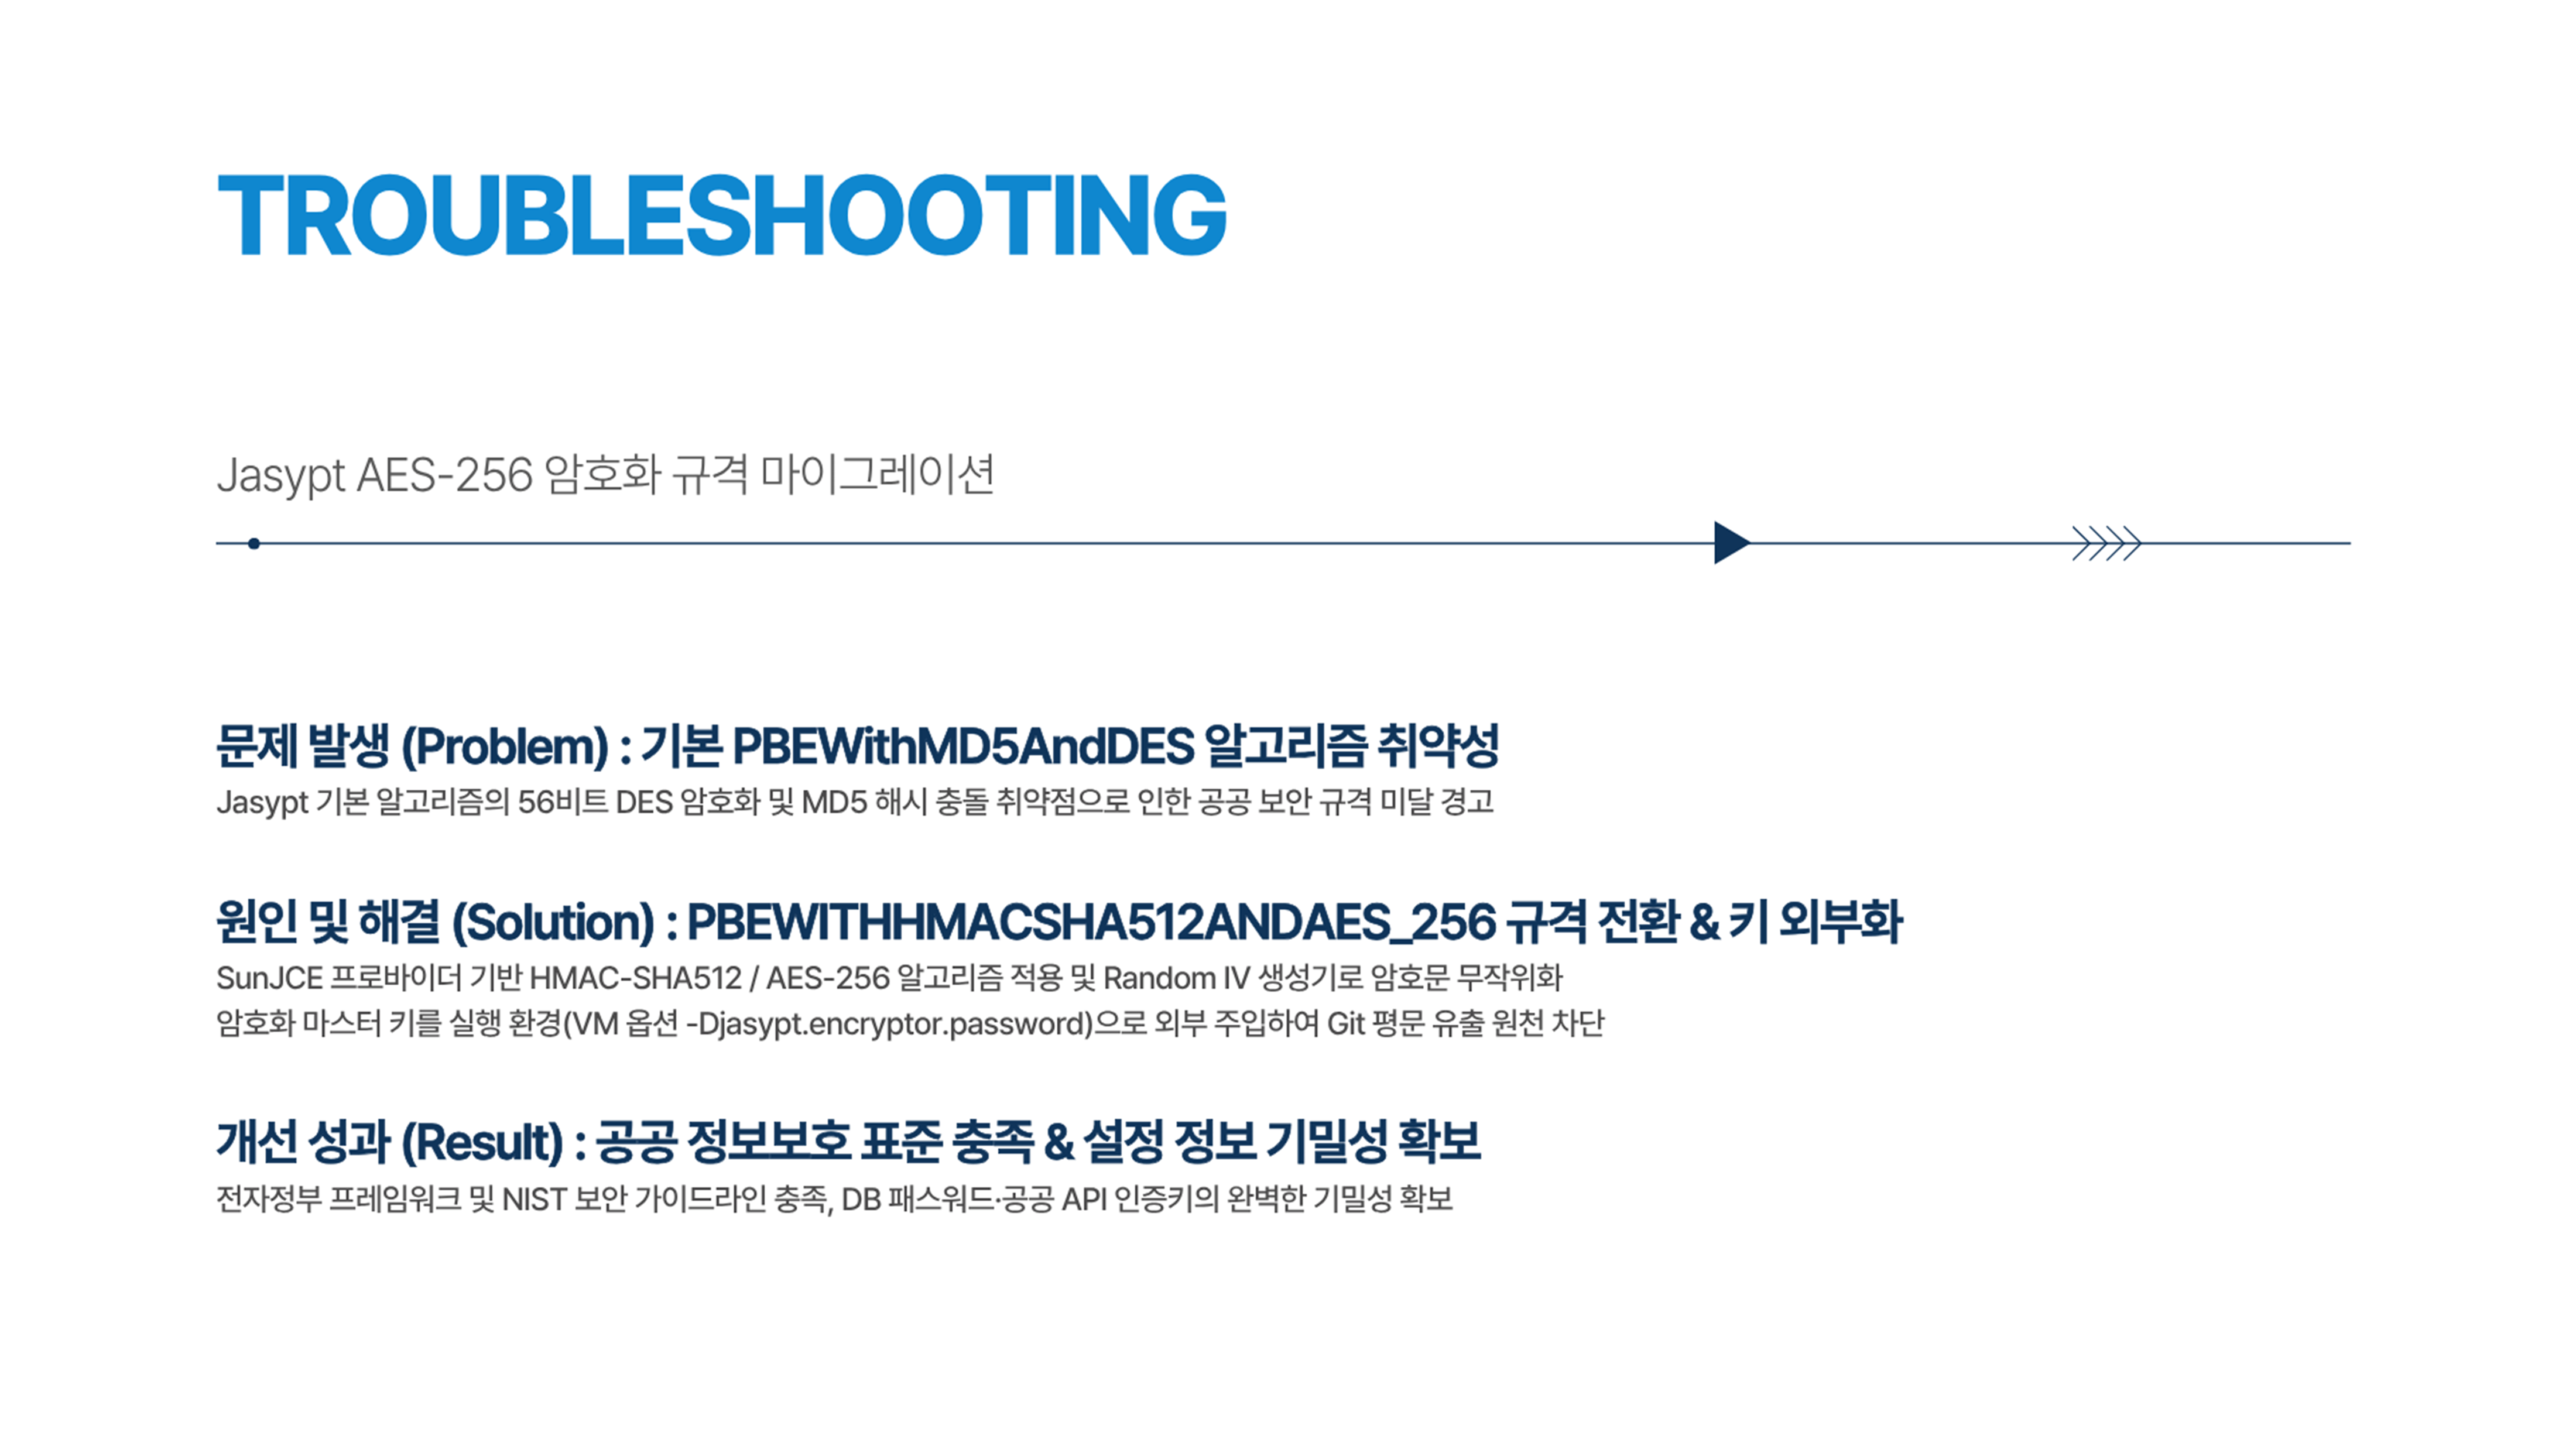 TROUBLESHOOTING
Jasypt AES-256 암호화 규격 마이그레이션
문제 발생 (Problem) : 기본 PBEWithMD5AndDES 알고리즘 취약성
Jasypt 기본 알고리즘의 56비트 DES 암호화 및 MD5 해시 충돌 취약점으로 인한 공공 보안 규격 미달 경고
원인 및 해결 (Solution) : PBEWITHHMACSHA512ANDAES_256 규격 전환 & 키 외부화
SunJCE 프로바이더 기반 HMAC-SHA512 / AES-256 알고리즘 적용 및 Random IV 생성기로 암호문 무작위화
암호화 마스터 키를 실행 환경(VM 옵션 -Djasypt.encryptor.password)으로 외부 주입하여 Git 평문 유출 원천 차단
개선 성과 (Result) : 공공 정보보호 표준 충족 & 설정 정보 기밀성 확보
전자정부 프레임워크 및 NIST 보안 가이드라인 충족, DB 패스워드·공공 API 인증키의 완벽한 기밀성 확보